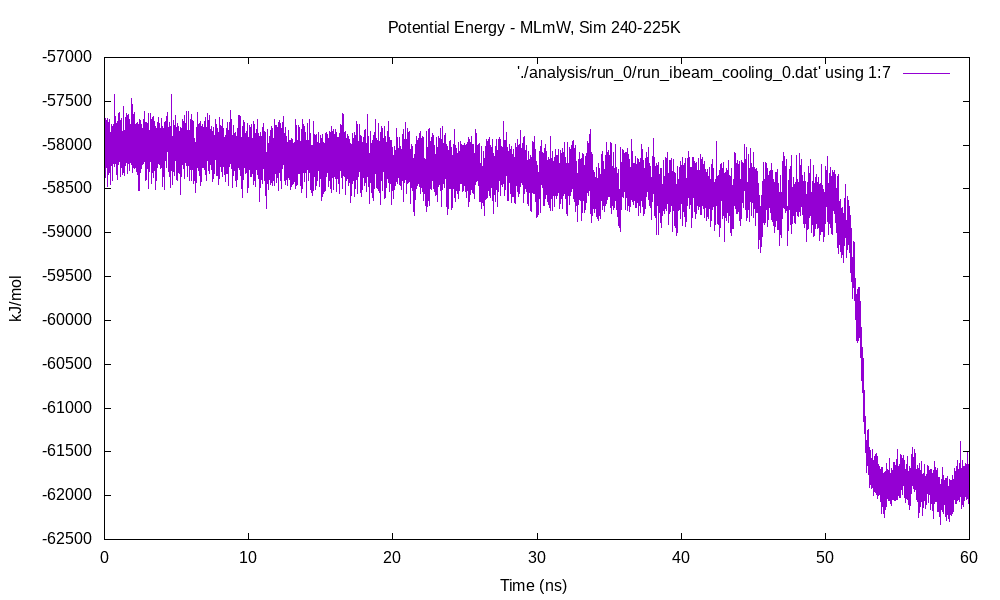 Potential Energy - MLmW, Sim 240-225K
'./analysis/run_0/run_ibeam_cooling_0.dat' using 1:7
-57000
-57500
-58000
-58500
-59000
-59500
-60000
-60500
-61000
-61500
-62000
-62500
kJ/mol
0 10 20 30 40 50 60
Time (ns)